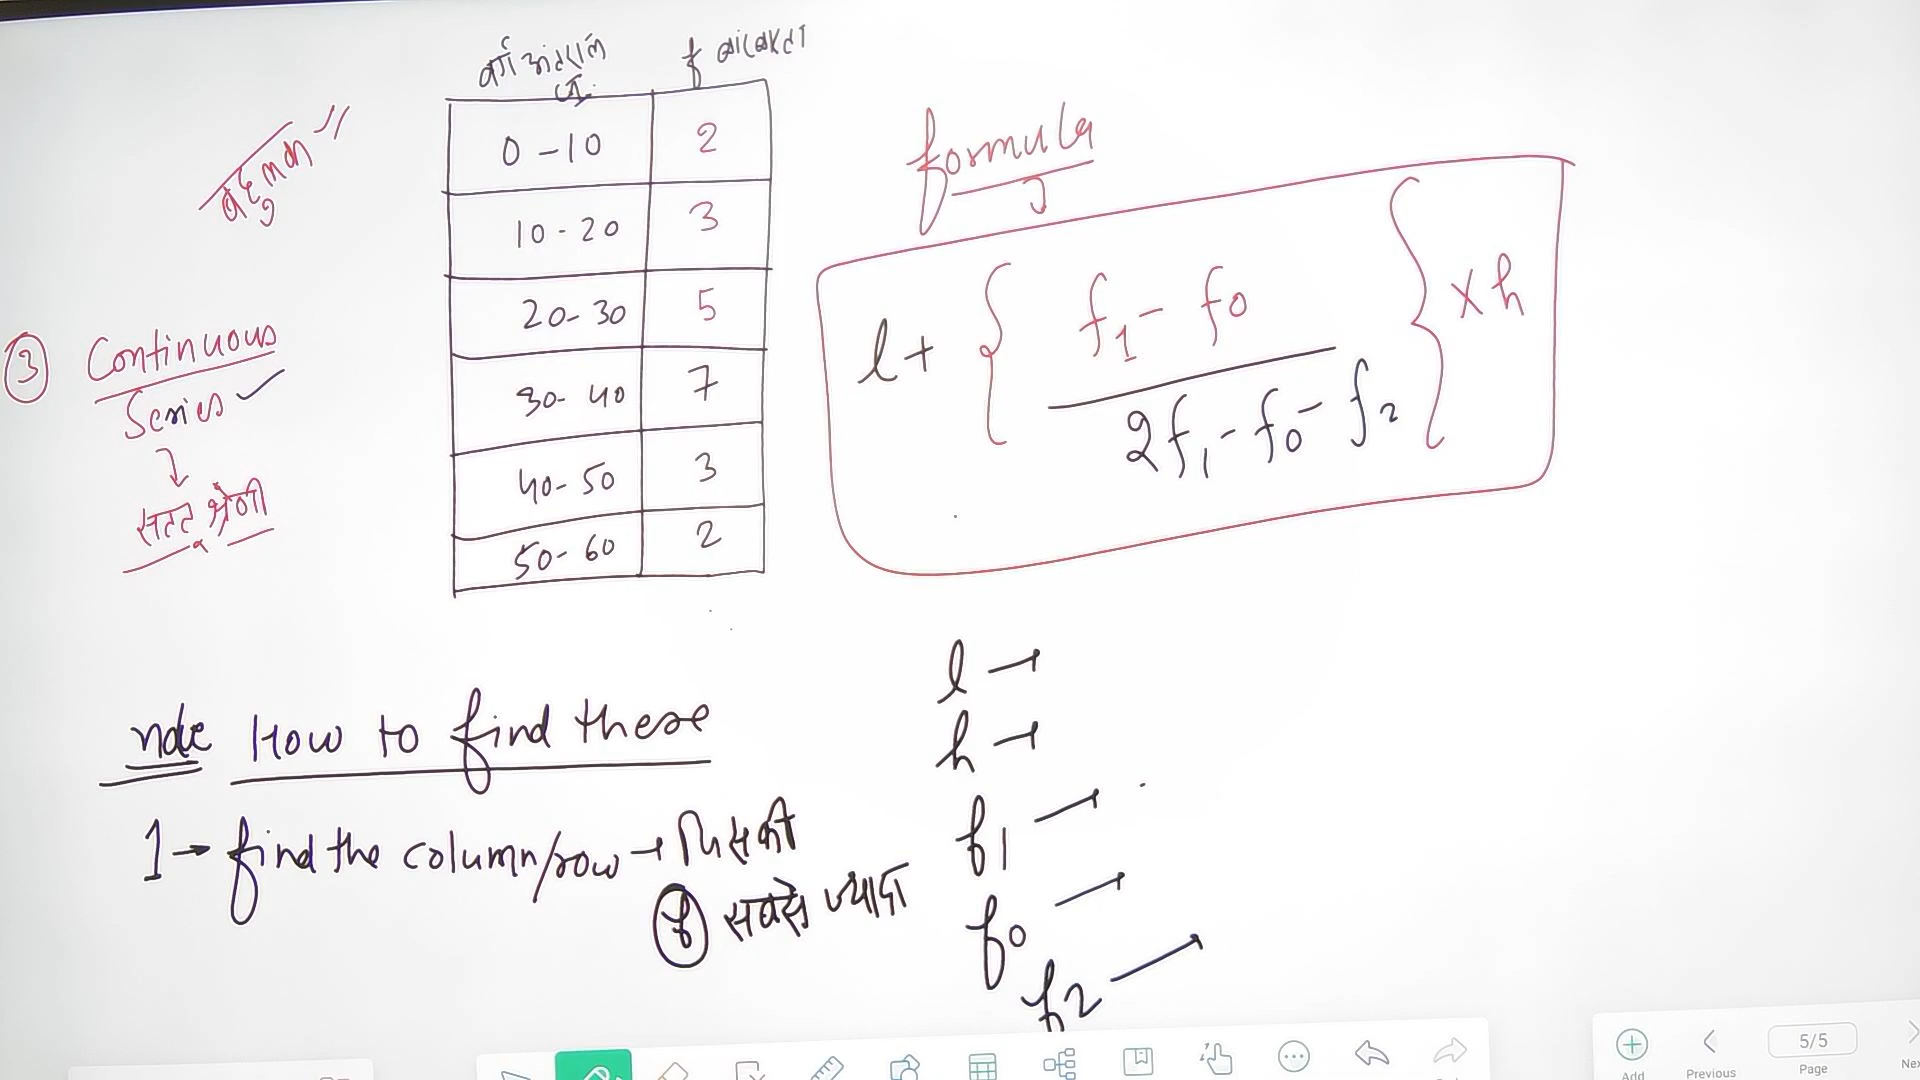 बहुलक
वर्ग अंतराल f बारंबारता
C.I.
0-10 2
10-20 3
20-30 5
30-40 7
40-50 3
50-60 2
③ Continuous
Series
सतत् श्रेणी
formula
l + { f₁ - f₀ / 2f₁ - f₀ - f₂ } × h
note How to find these
1 → find the column/row → जिसकी
f सबसे ज्यादा
l →
h →
f₁ →
f₀ →
f₂ →
Add
Previous
5/5
Page